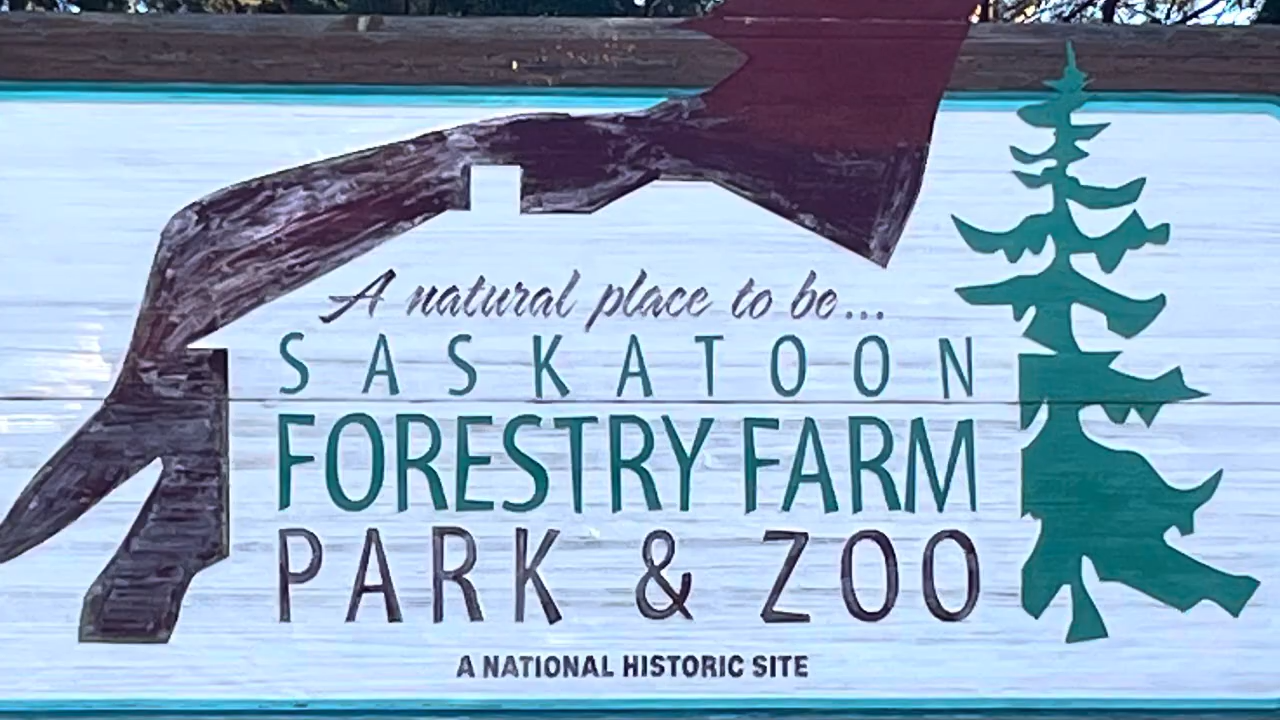 A natural place to be...
SASKATOON
FORESTRY FARM
PARK & ZOO
A NATIONAL HISTORIC SITE